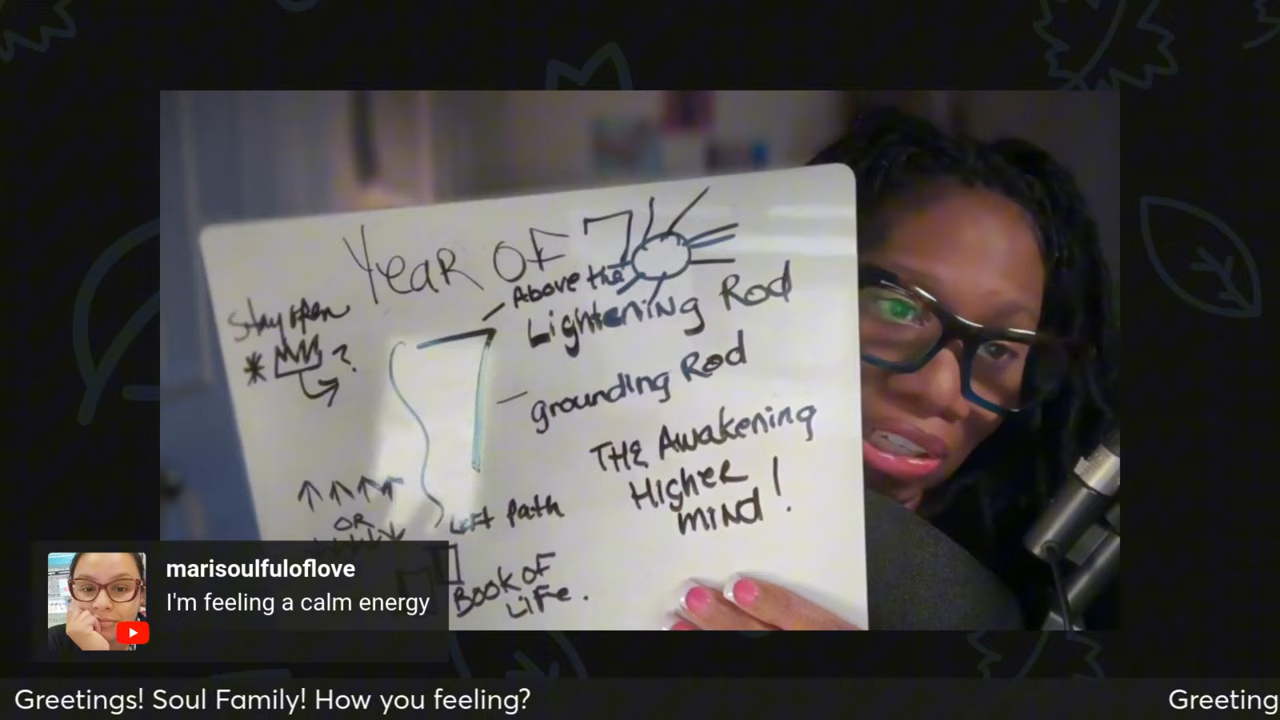 Year of 7
Above the
Lightening Rod
Stay open
* ?
grounding Rod
THE Awakening
Higher
mind!
↑↑↑↑
OR
Left Path
Book of
Life.
marisoulfuloflove
I'm feeling a calm energy
Greetings! Soul Family! How you feeling?
Greeting